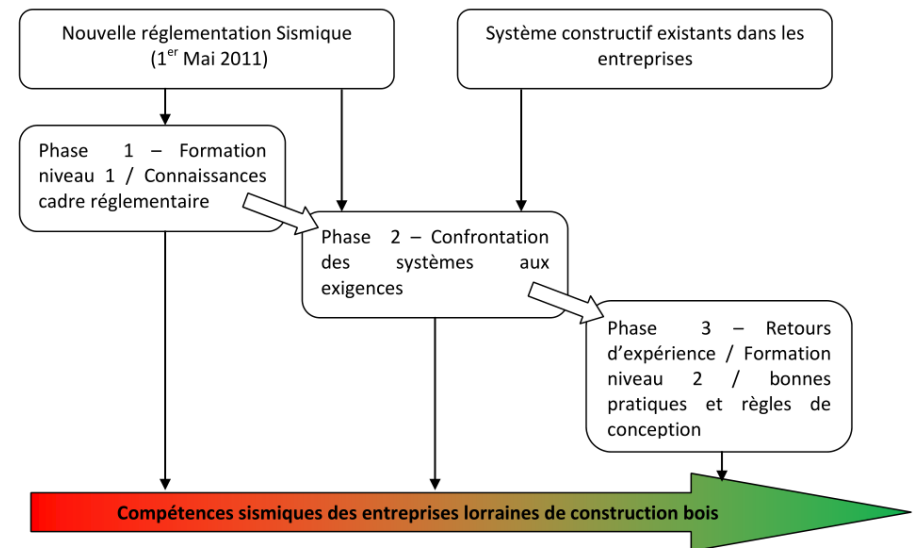 Nouvelle réglementation Sismique
(1er Mai 2011)
Système constructif existants dans les
entreprises
Phase 1 – Formation
niveau 1 / Connaissances
cadre réglementaire
Phase 2 – Confrontation
des systèmes aux
exigences
Phase 3 – Retours
d’expérience / Formation
niveau 2 / bonnes
pratiques et règles de
conception
Compétences sismiques des entreprises lorraines de construction bois